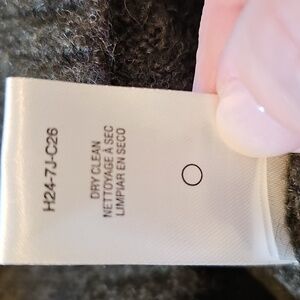 H24-7J-C26
DRY CLEAN
NETTOYAGE À SEC
LIMPIAR EN SECO